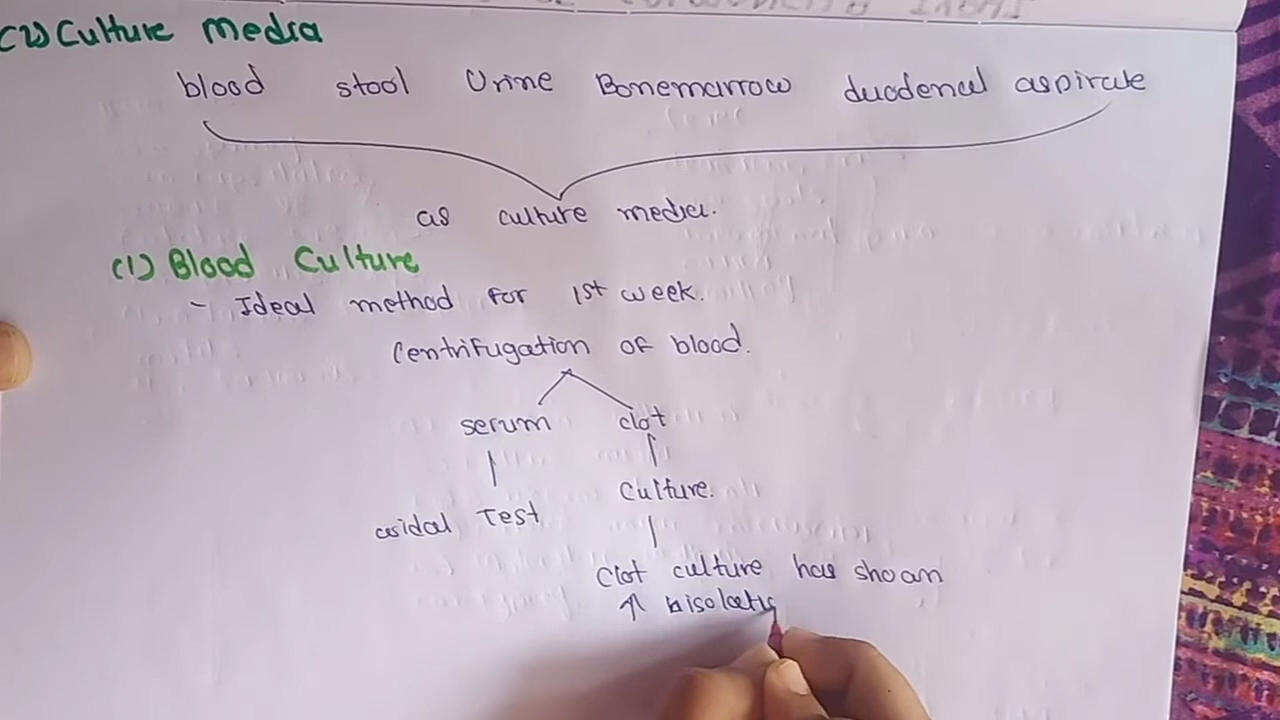 (2) Culture Media
blood stool Urine Bonemarrow duodenal aspirate
as culture media.
(1) Blood Culture
- Ideal method for 1st week.
Centrifugation of blood.
serum clot
Culture.
widal Test
Clot culture has shown
↑